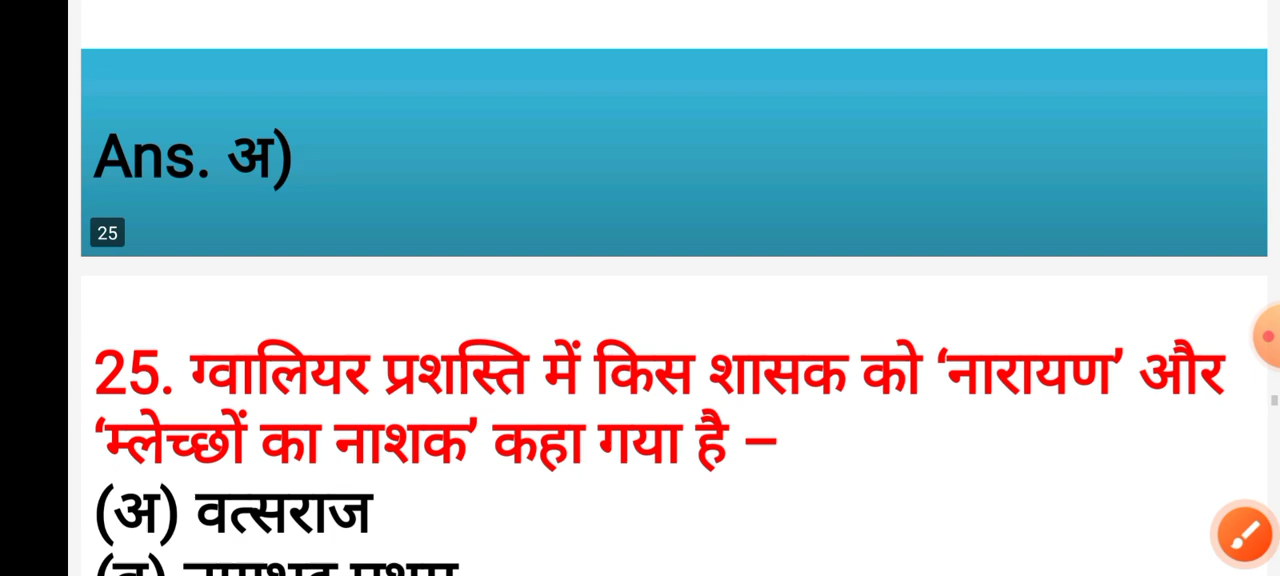 Ans. अ)
25
25. ग्वालियर प्रशस्ति में किस शासक को ‘नारायण’ और
‘म्लेच्छों का नाशक’ कहा गया है –
(अ) वत्सराज